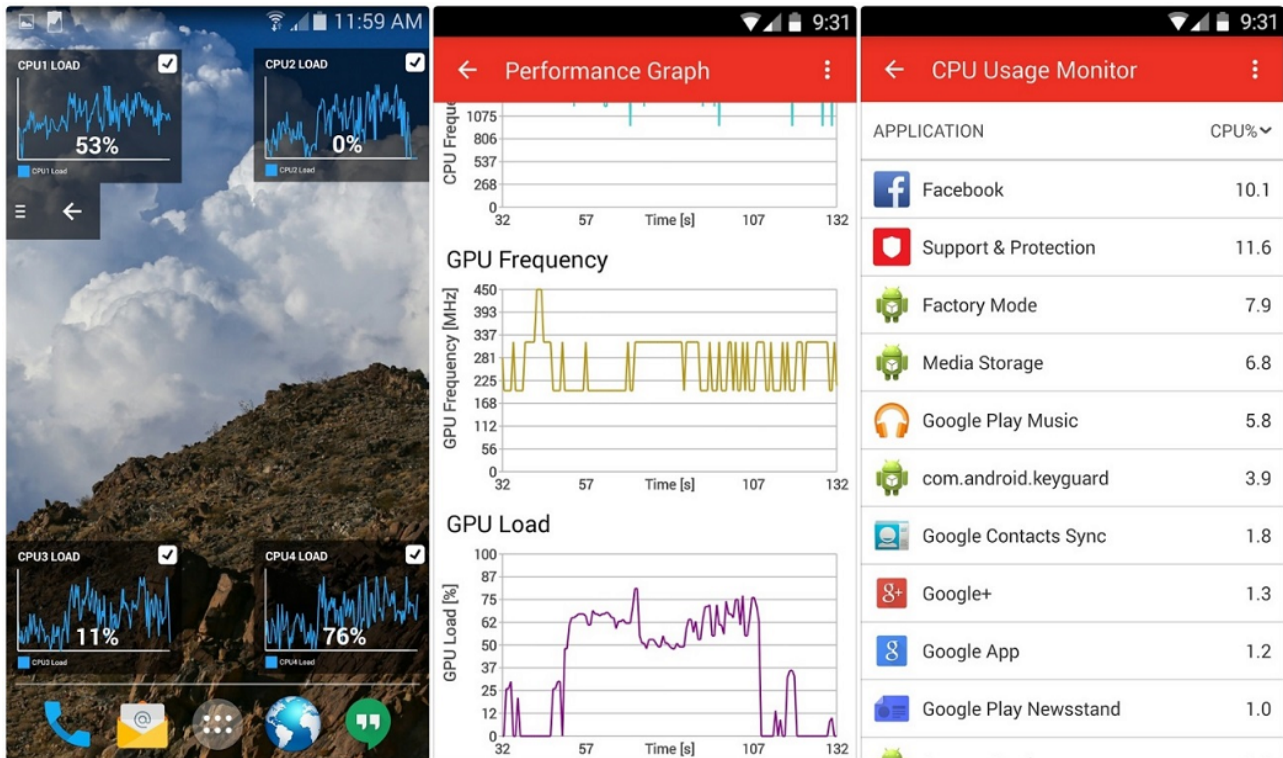 11:59 AM
CPU1 LOAD
53%
CPU1 Load
CPU2 LOAD
0%
CPU2 Load
CPU3 LOAD
11%
CPU3 Load
CPU4 LOAD
76%
CPU4 Load
@
9:31
Performance Graph
CPU Freque
1075
806
537
268
0
32 57 Time [s] 107 132
GPU Frequency
GPU Frequency [MHz]
450
393
337
281
225
168
112
56
0
32 57 Time [s] 107 132
GPU Load
GPU Load [%]
100
87
75
62
50
37
25
12
0
32 57 Time [s] 107 132
9:31
CPU Usage Monitor
APPLICATION CPU%
Facebook 10.1
Support & Protection 11.6
Factory Mode 7.9
Media Storage 6.8
Google Play Music 5.8
com.android.keyguard 3.9
Google Contacts Sync 1.8
8+ Google+ 1.3
8 Google App 1.2
Google Play Newsstand 1.0